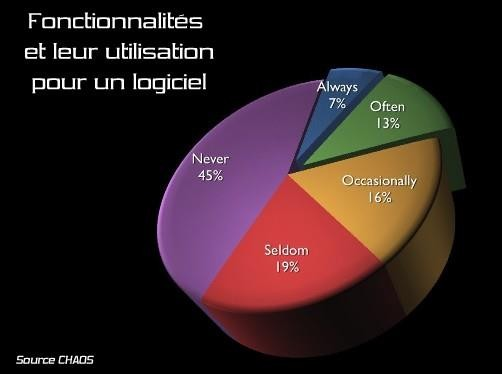 Fonctionnalités
et leur utilisation
pour un logiciel
Always
7%
Often
13%
Never
45%
Occasionally
16%
Seldom
19%
Source CHAOS